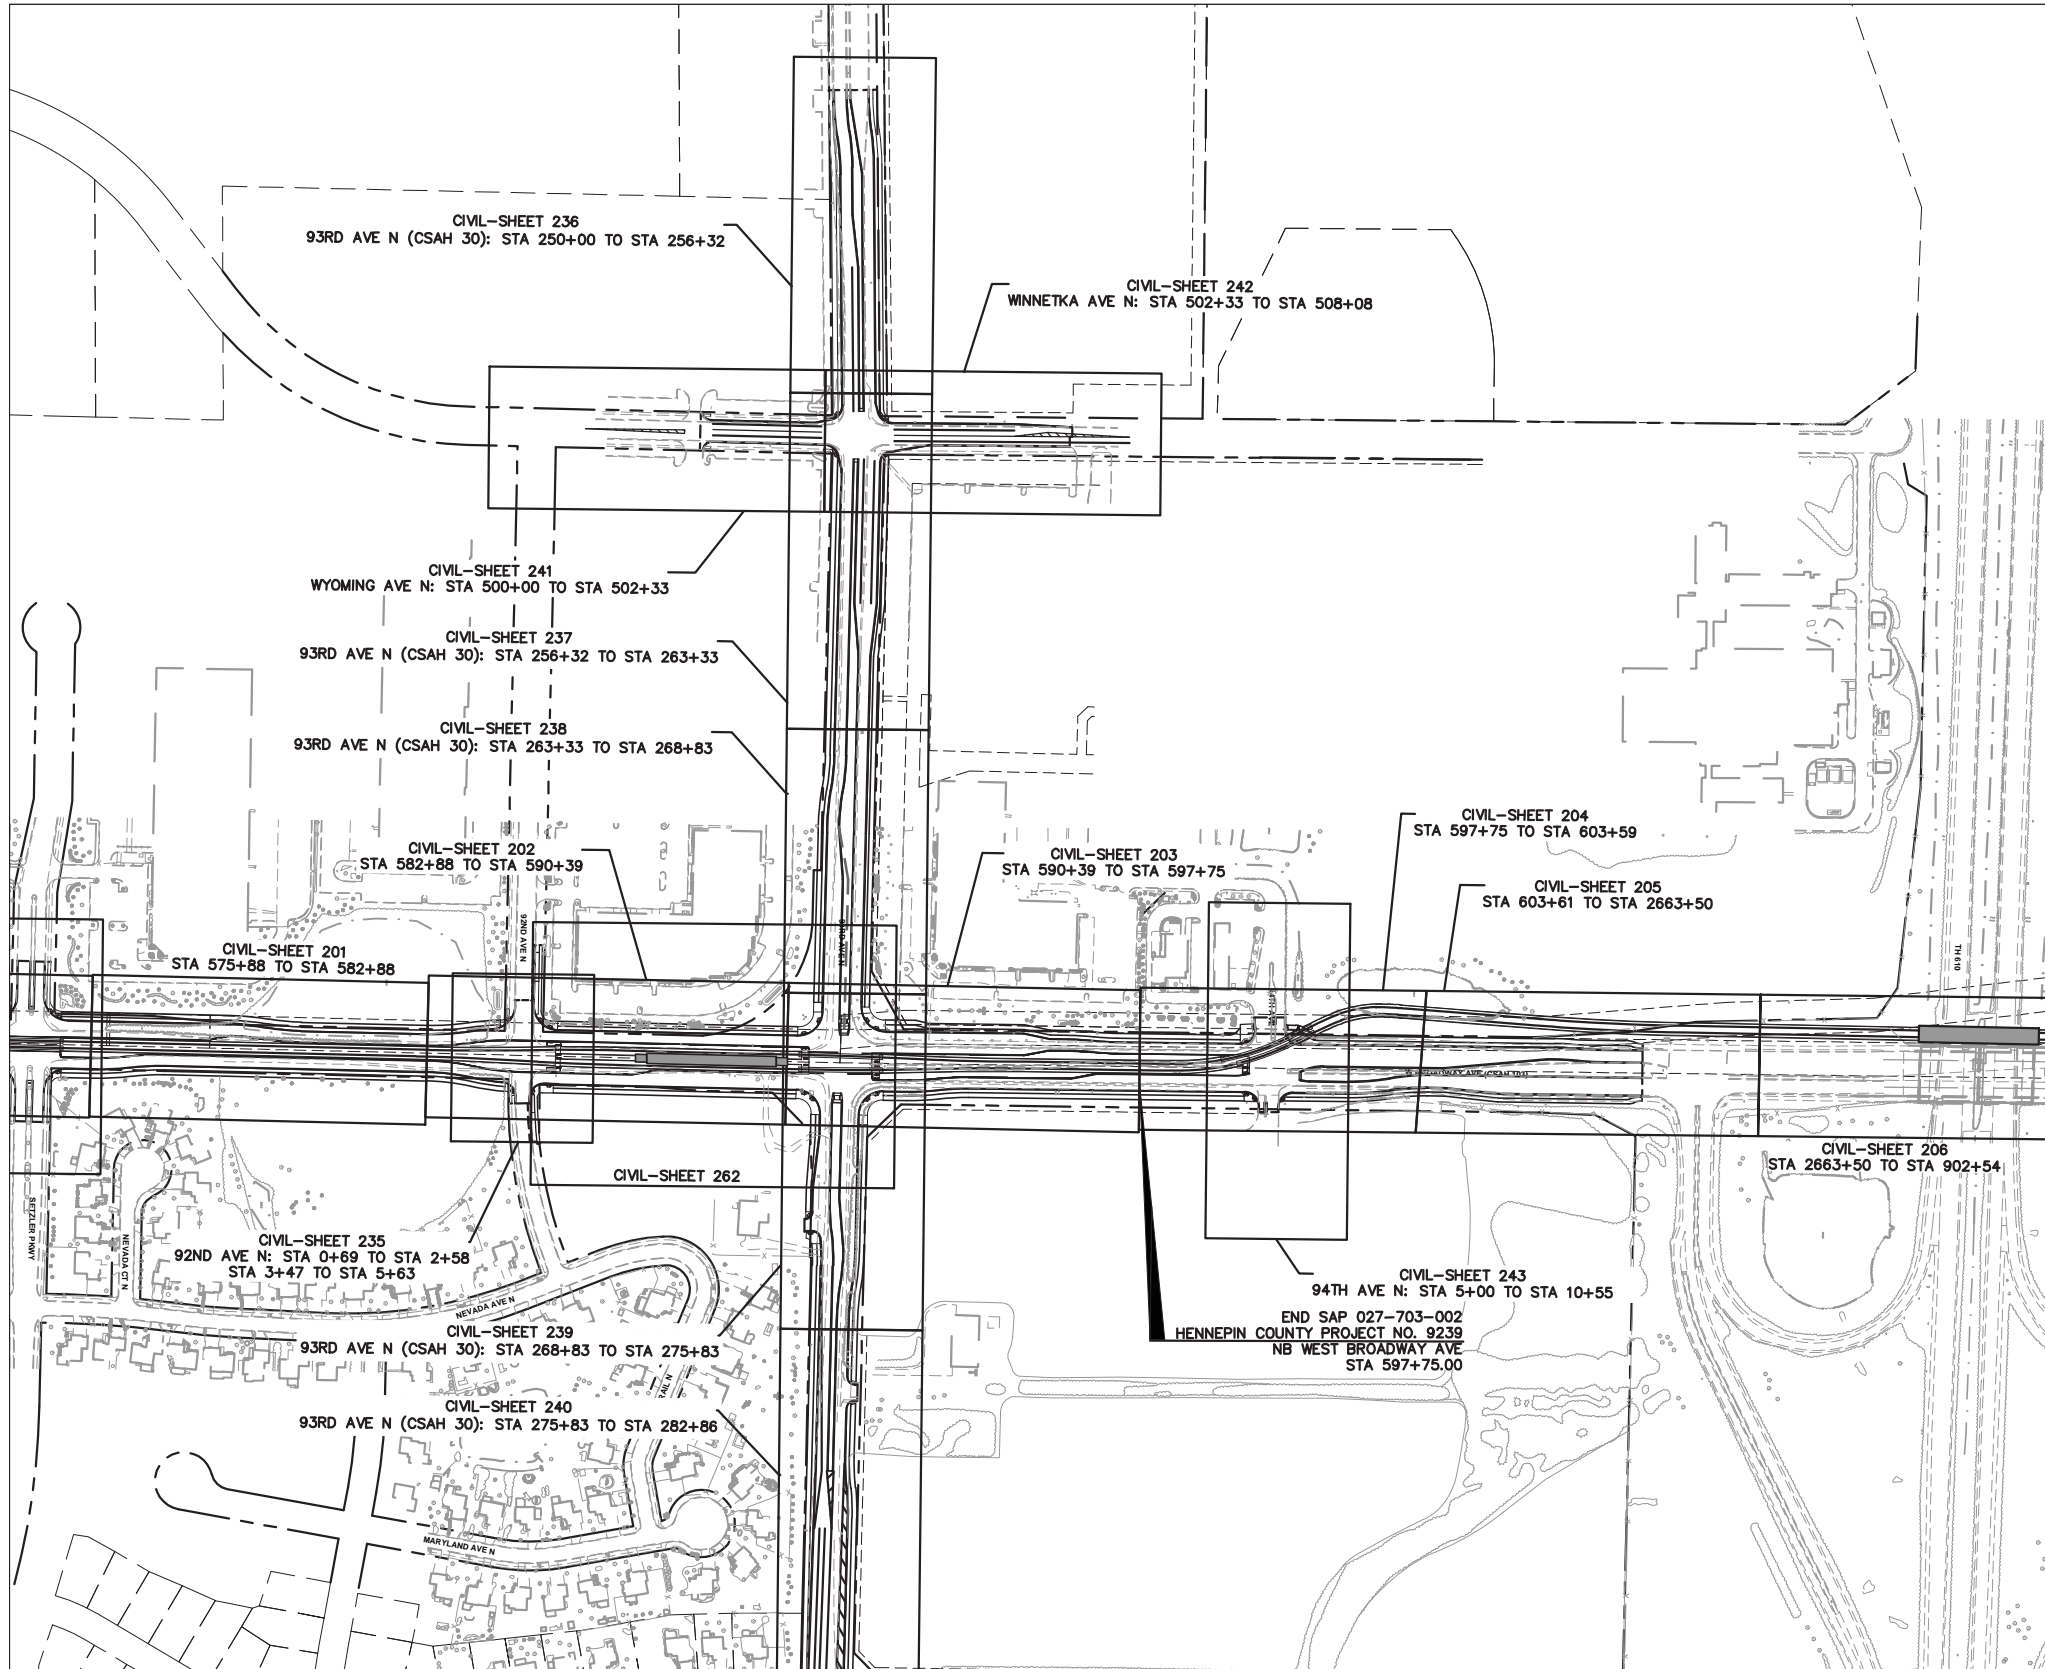 CIVIL-SHEET 236
93RD AVE N (CSAH 30): STA 250+00 TO STA 256+32
CIVIL-SHEET 242
WINNETKA AVE N: STA 502+33 TO STA 508+08
CIVIL-SHEET 241
WYOMING AVE N: STA 500+00 TO STA 502+33
CIVIL-SHEET 237
93RD AVE N (CSAH 30): STA 256+32 TO STA 263+33
CIVIL-SHEET 238
93RD AVE N (CSAH 30): STA 263+33 TO STA 268+83
CIVIL-SHEET 204
STA 597+75 TO STA 603+59
CIVIL-SHEET 202
STA 582+88 TO STA 590+39
CIVIL-SHEET 203
STA 590+39 TO STA 597+75
CIVIL-SHEET 205
STA 603+61 TO STA 2663+50
92ND AVE N
93RD AVE N
CIVIL-SHEET 201
STA 575+88 TO STA 582+88
TH 610
BROADWAY AVE (CSAH 103)
CIVIL-SHEET 206
STA 2663+50 TO STA 902+54
CIVIL-SHEET 262
SETZLER PKWY
NEVADA CT N
CIVIL-SHEET 235
92ND AVE N: STA 0+69 TO STA 2+58
STA 3+47 TO STA 5+63
CIVIL-SHEET 243
94TH AVE N: STA 5+00 TO STA 10+55
NEVADA AVE N
END SAP 027-703-002
HENNEPIN COUNTY PROJECT NO. 9239
NB WEST BROADWAY AVE
STA 597+75.00
CIVIL-SHEET 239
93RD AVE N (CSAH 30): STA 268+83 TO STA 275+83
RAIL N
CIVIL-SHEET 240
93RD AVE N (CSAH 30): STA 275+83 TO STA 282+86
MARYLAND AVE N